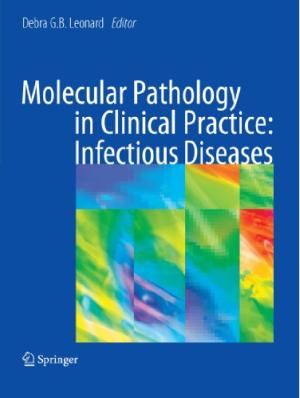 Debra G.B. Leonard Editor
Molecular Pathology
in Clinical Practice:
Infectious Diseases
Springer